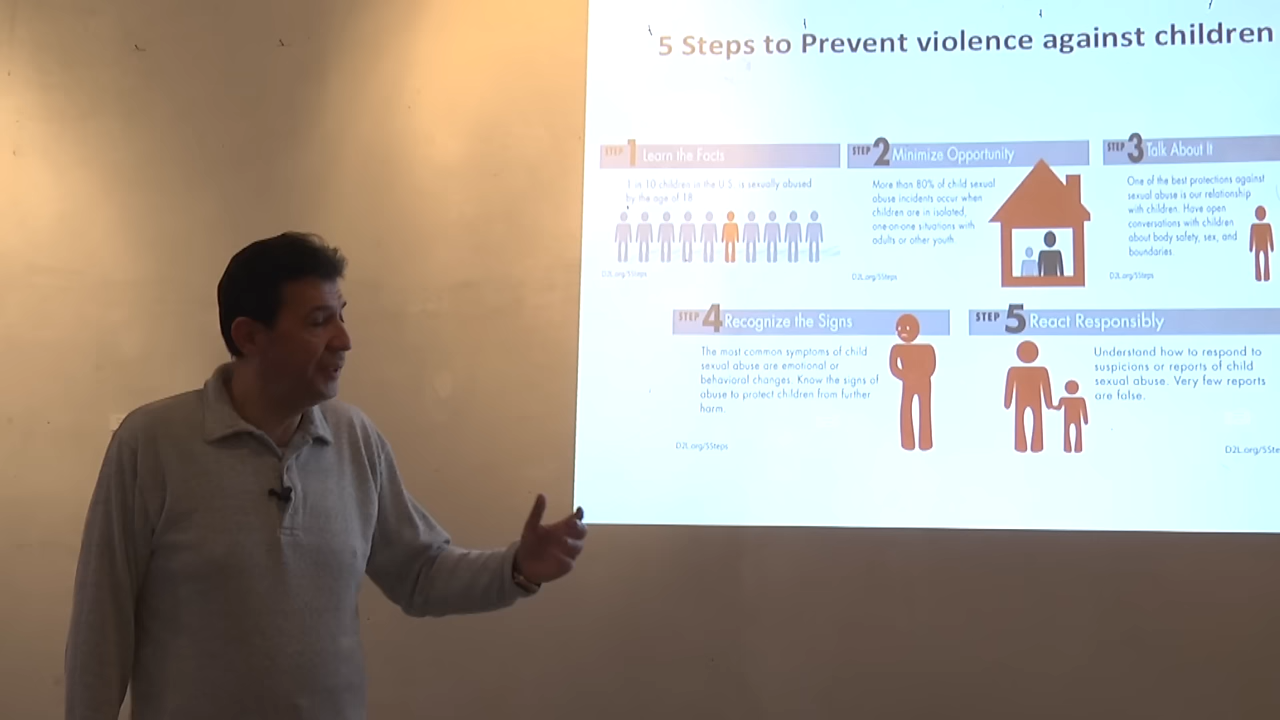 5 Steps to Prevent violence against children
STEP 1 Learn the Facts
1 in 10 children in the U.S. is sexually abused
by the age of 18.
D2L.org/5Steps
STEP 2 Minimize Opportunity
More than 80% of child sexual
abuse incidents occur when
children are in isolated,
one-on-one situations with
adults or other youth.
D2L.org/5Steps
STEP 3 Talk About It
One of the best protections against
sexual abuse is our relationship
with children. Have open
conversations with children
about body safety, sex, and
boundaries.
D2L.org/5Steps
STEP 4 Recognize the Signs
The most common symptoms of child
sexual abuse are emotional or
behavioral changes. Know the signs of
abuse to protect children from further
harm.
D2L.org/5Steps
STEP 5 React Responsibly
Understand how to respond to
suspicions or reports of child
sexual abuse. Very few reports
are false.
D2L.org/5Ste